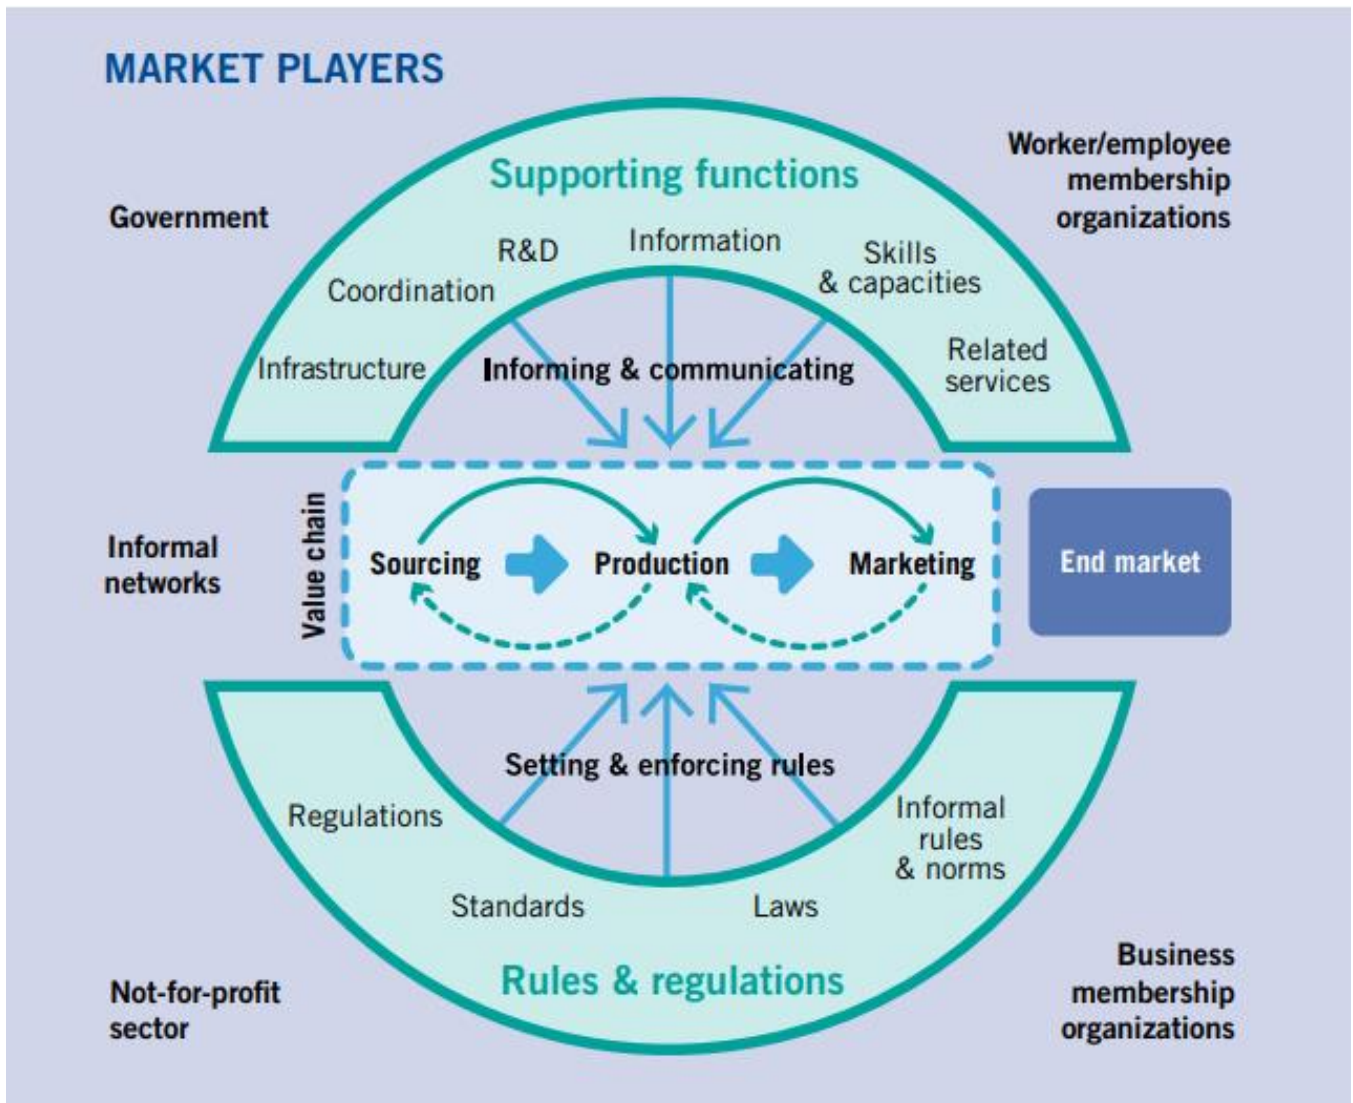 MARKET PLAYERS
Supporting functions
Worker/employee
membership
organizations
Government
R&D
Information
Skills
& capacities
Coordination
Infrastructure
Related
services
Informing & communicating
Informal
networks
Value chain
Sourcing
Production
Marketing
End market
Setting & enforcing rules
Regulations
Standards
Laws
Informal
rules
& norms
Rules & regulations
Not-for-profit
sector
Business
membership
organizations